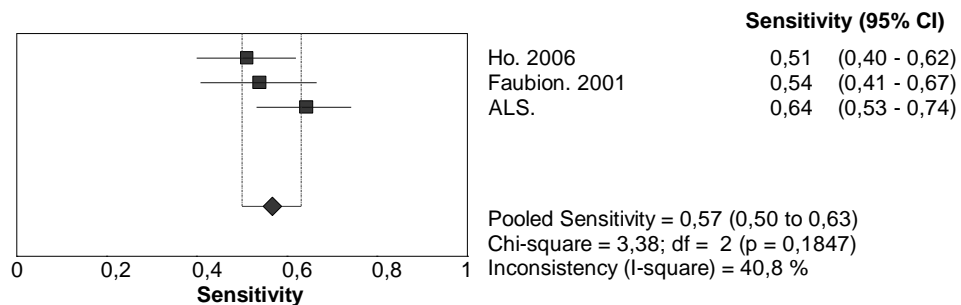 Sensitivity (95% CI)
Ho. 2006 0,51 (0,40 - 0,62)
Faubion. 2001 0,54 (0,41 - 0,67)
ALS. 0,64 (0,53 - 0,74)
Pooled Sensitivity = 0,57 (0,50 to 0,63)
Chi-square = 3,38; df = 2 (p = 0,1847)
Inconsistency (I-square) = 40,8 %
0 0,2 0,4 0,6 0,8 1
Sensitivity